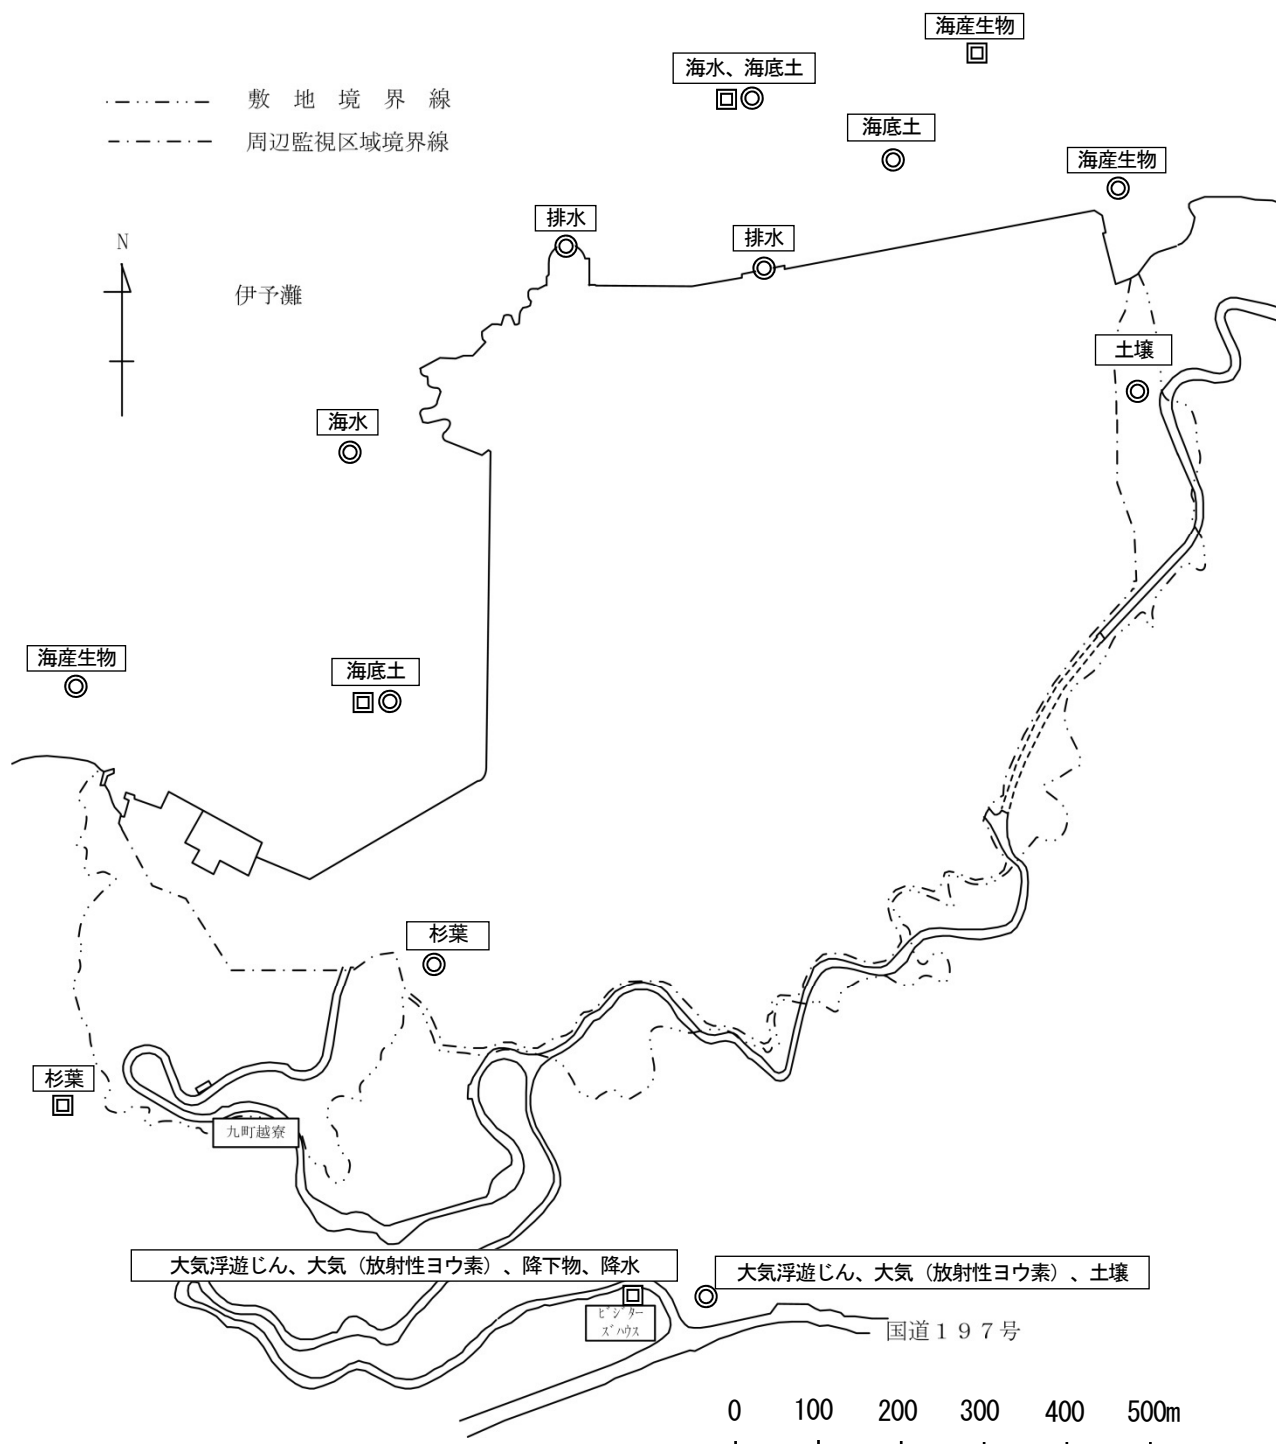 海産生物
海水、海底土
敷地境界線
海底土
周辺監視区域境界線
海産生物
排水
排水
N
伊予灘
土壌
海水
海産生物
海底土
杉葉
杉葉
九町越寮
大気浮遊じん、大気（放射性ヨウ素）、降下物、降水
大気浮遊じん、大気（放射性ヨウ素）、土壌
ﾋﾞｼﾞﾀｰ
ｽﾞﾊｳｽ
国道１９７号
0 100 200 300 400 500m